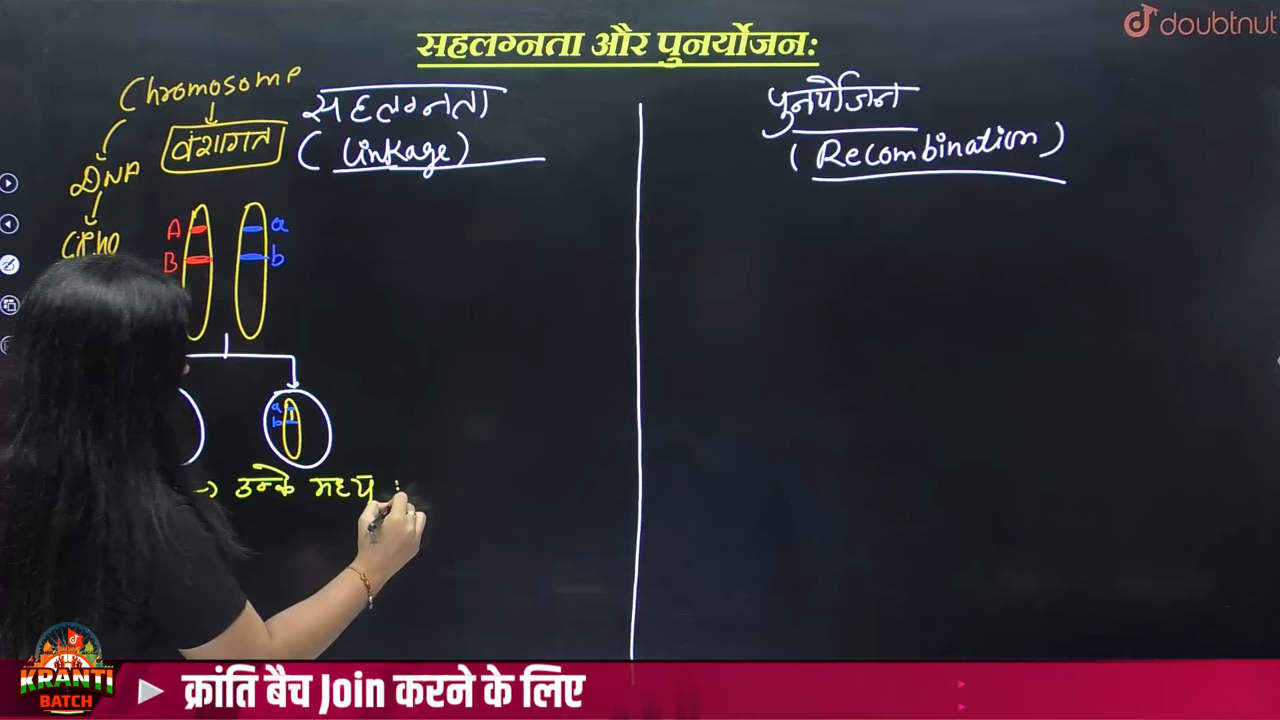 सहलग्नता और पुनर्योजन:
doubtnut
Chromosome
वंशागत
DNA
सहलग्नता
(Linkage)
पुनर्योजन
(Recombination)
A
B
a
b
a
b
→ उनके मध्य
KRANTI
BATCH
क्रांति बैच Join करने के लिए